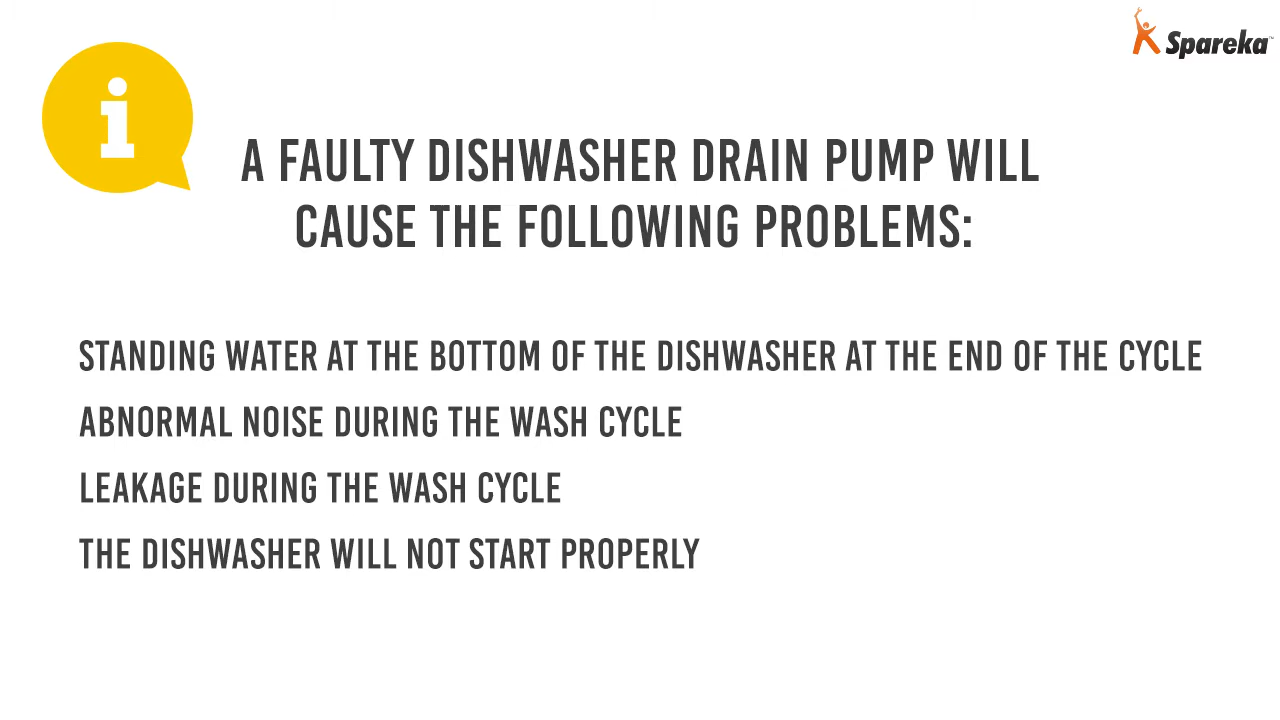 i
Spareka
A FAULTY DISHWASHER DRAIN PUMP WILL
CAUSE THE FOLLOWING PROBLEMS:
STANDING WATER AT THE BOTTOM OF THE DISHWASHER AT THE END OF THE CYCLE
ABNORMAL NOISE DURING THE WASH CYCLE
LEAKAGE DURING THE WASH CYCLE
THE DISHWASHER WILL NOT START PROPERLY